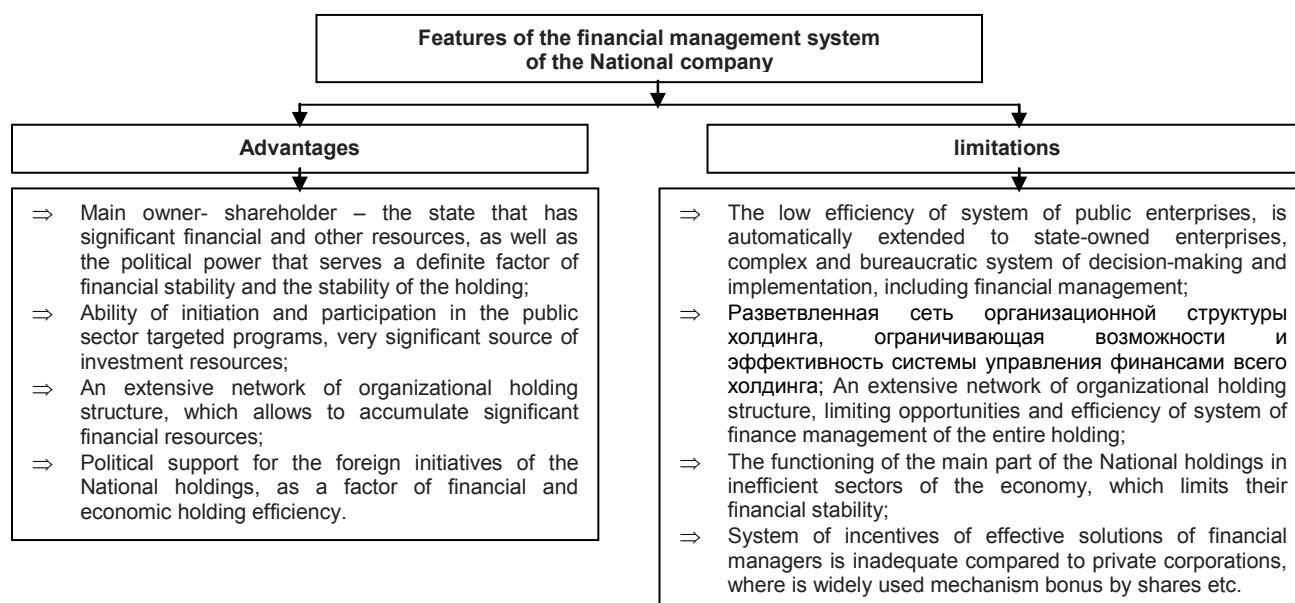 Features of the financial management system
of the National company
Advantages
⇒ Main owner- shareholder – the state that has
significant financial and other resources, as well as
the political power that serves a definite factor of
financial stability and the stability of the holding;
⇒ Ability of initiation and participation in the public
sector targeted programs, very significant source of
investment resources;
⇒ An extensive network of organizational holding
structure, which allows to accumulate significant
financial resources;
⇒ Political support for the foreign initiatives of the
National holdings, as a factor of financial and
economic holding efficiency.
limitations
⇒ The low efficiency of system of public enterprises, is
automatically extended to state-owned enterprises,
complex and bureaucratic system of decision-making and
implementation, including financial management;
⇒ Разветвленная сеть организационной структуры
холдинга, ограничивающая возможности и
эффективность системы управления финансами всего
холдинга; An extensive network of organizational holding
structure, limiting opportunities and efficiency of system of
finance management of the entire holding;
⇒ The functioning of the main part of the National holdings in
inefficient sectors of the economy, which limits their
financial stability;
⇒ System of incentives of effective solutions of financial
managers is inadequate compared to private corporations,
where is widely used mechanism bonus by shares etc.